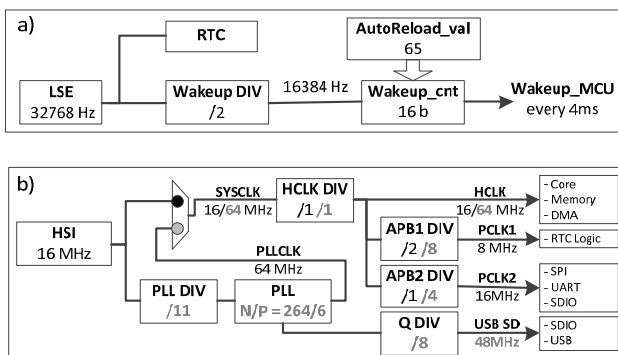 a)
RTC
AutoReload_val
65
LSE
32768 Hz
Wakeup DIV
/2
16384 Hz
Wakeup_cnt
16 b
Wakeup_MCU
every 4ms
b)
HSI
16 MHz
SYSCLK
16/64 MHz
HCLK DIV
/1 /1
HCLK
16/64 MHz
- Core
- Memory
- DMA
APB1 DIV
/2 /8
PCLK1
8 MHz
- RTC Logic
PLLCLK
64 MHz
APB2 DIV
/1 /4
PCLK2
16MHz
- SPI
- UART
- SDIO
PLL DIV
/11
PLL
N/P = 264/6
Q DIV
/8
USB SD
48MHz
- SDIO
- USB